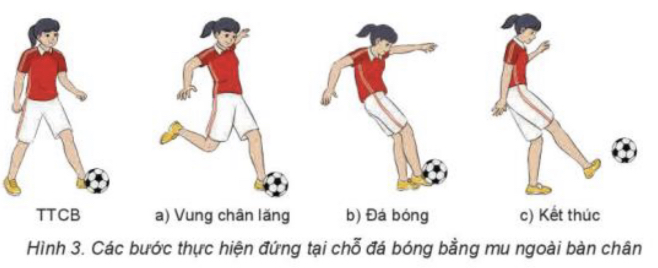 TTCB a) Vung chân lăng b) Đá bóng c) Kết thúc
Hình 3. Các bước thực hiện đứng tại chỗ đá bóng bằng mu ngoài bàn chân